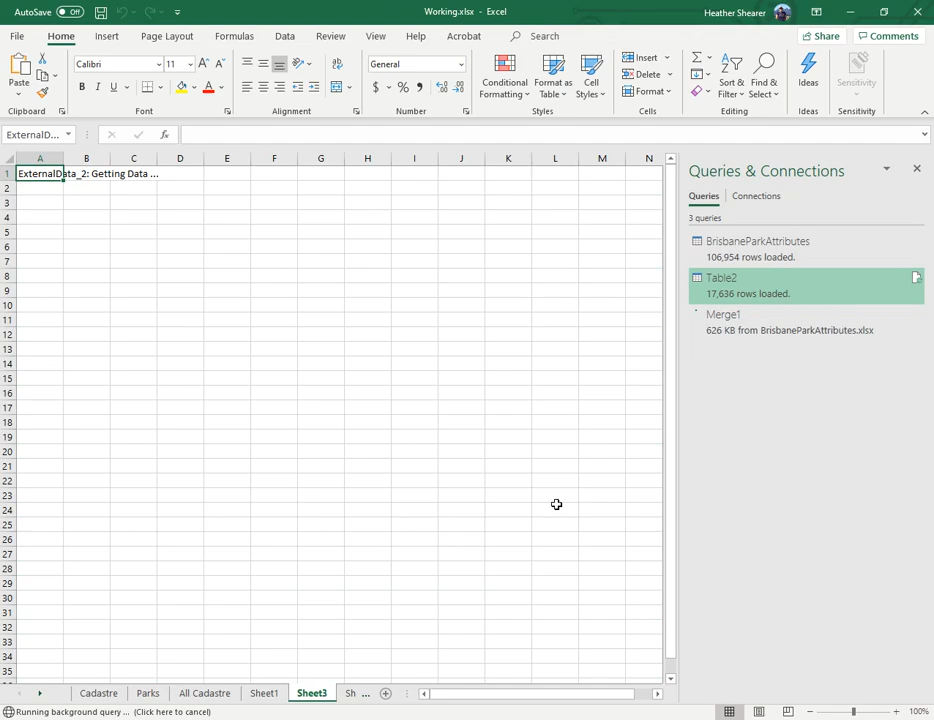 AutoSave Off Working.xlsx - Excel Heather Shearer
File Home Insert Page Layout Formulas Data Review View Help Acrobat Search Share Comments
Paste Calibri 11 General Conditional Format as Cell Insert Sort & Find & Ideas Sensitivity
B I U A $ % Formatting Table Styles Delete Filter Select
Format
Clipboard Font Alignment Number Styles Cells Editing Ideas Sensitivity
ExternalD... fx
A B C D E F G H I J K L M N
1 ExternalData_2: Getting Data ...
2
3
4
5
6
7
8
9
10
11
12
13
14
15
16
17
18
19
20
21
22
23
24
25
26
27
28
29
30
31
32
33
34
35
Queries & Connections
Queries Connections
3 queries
BrisbaneParkAttributes
106,954 rows loaded.
Table2
17,636 rows loaded.
Merge1
626 KB from BrisbaneParkAttributes.xlsx
Cadastre Parks All Cadastre Sheet1 Sheet3 Sh ...
Running background query ... (Click here to cancel) 100%